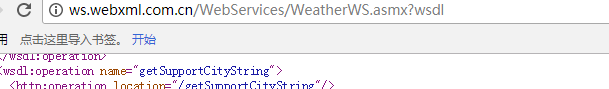 ws.webxml.com.cn/WebServices/WeatherWS.asmx?wsdl
用 点击这里导入书签。 开始
</wsdl:operation>
<wsdl:operation name="getSupportCityString">
<http:operation location="/getSupportCityString"/>